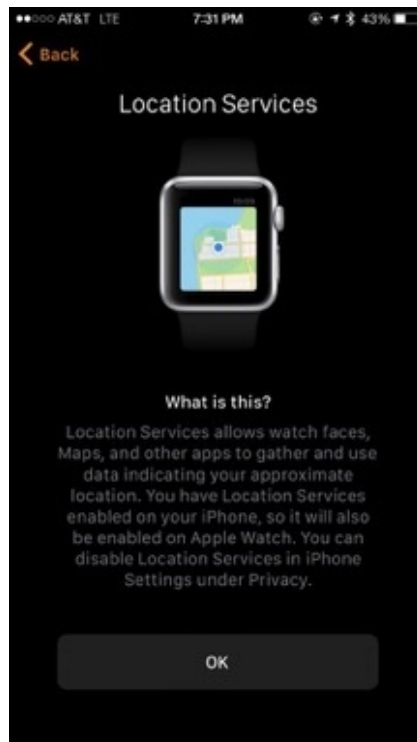 AT&T LTE 7:31 PM 43%
Back
Location Services
What is this?
Location Services allows watch faces,
Maps, and other apps to gather and use
data indicating your approximate
location. You have Location Services
enabled on your iPhone, so it will also
be enabled on Apple Watch. You can
disable Location Services in iPhone
Settings under Privacy.
OK